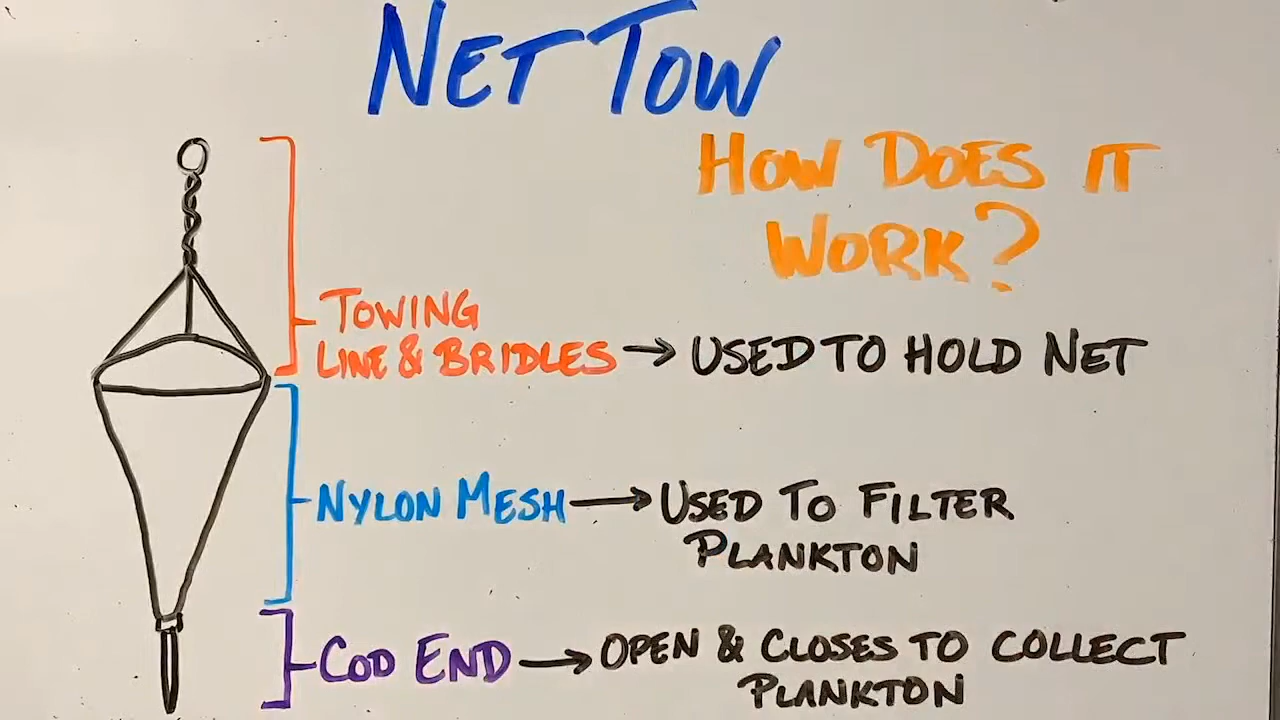 NET TOW
HOW DOES IT
WORK?
TOWING
LINE & BRIDLES → USED TO HOLD NET
NYLON MESH → USED TO FILTER
PLANKTON
COD END → OPEN & CLOSES TO COLLECT
PLANKTON